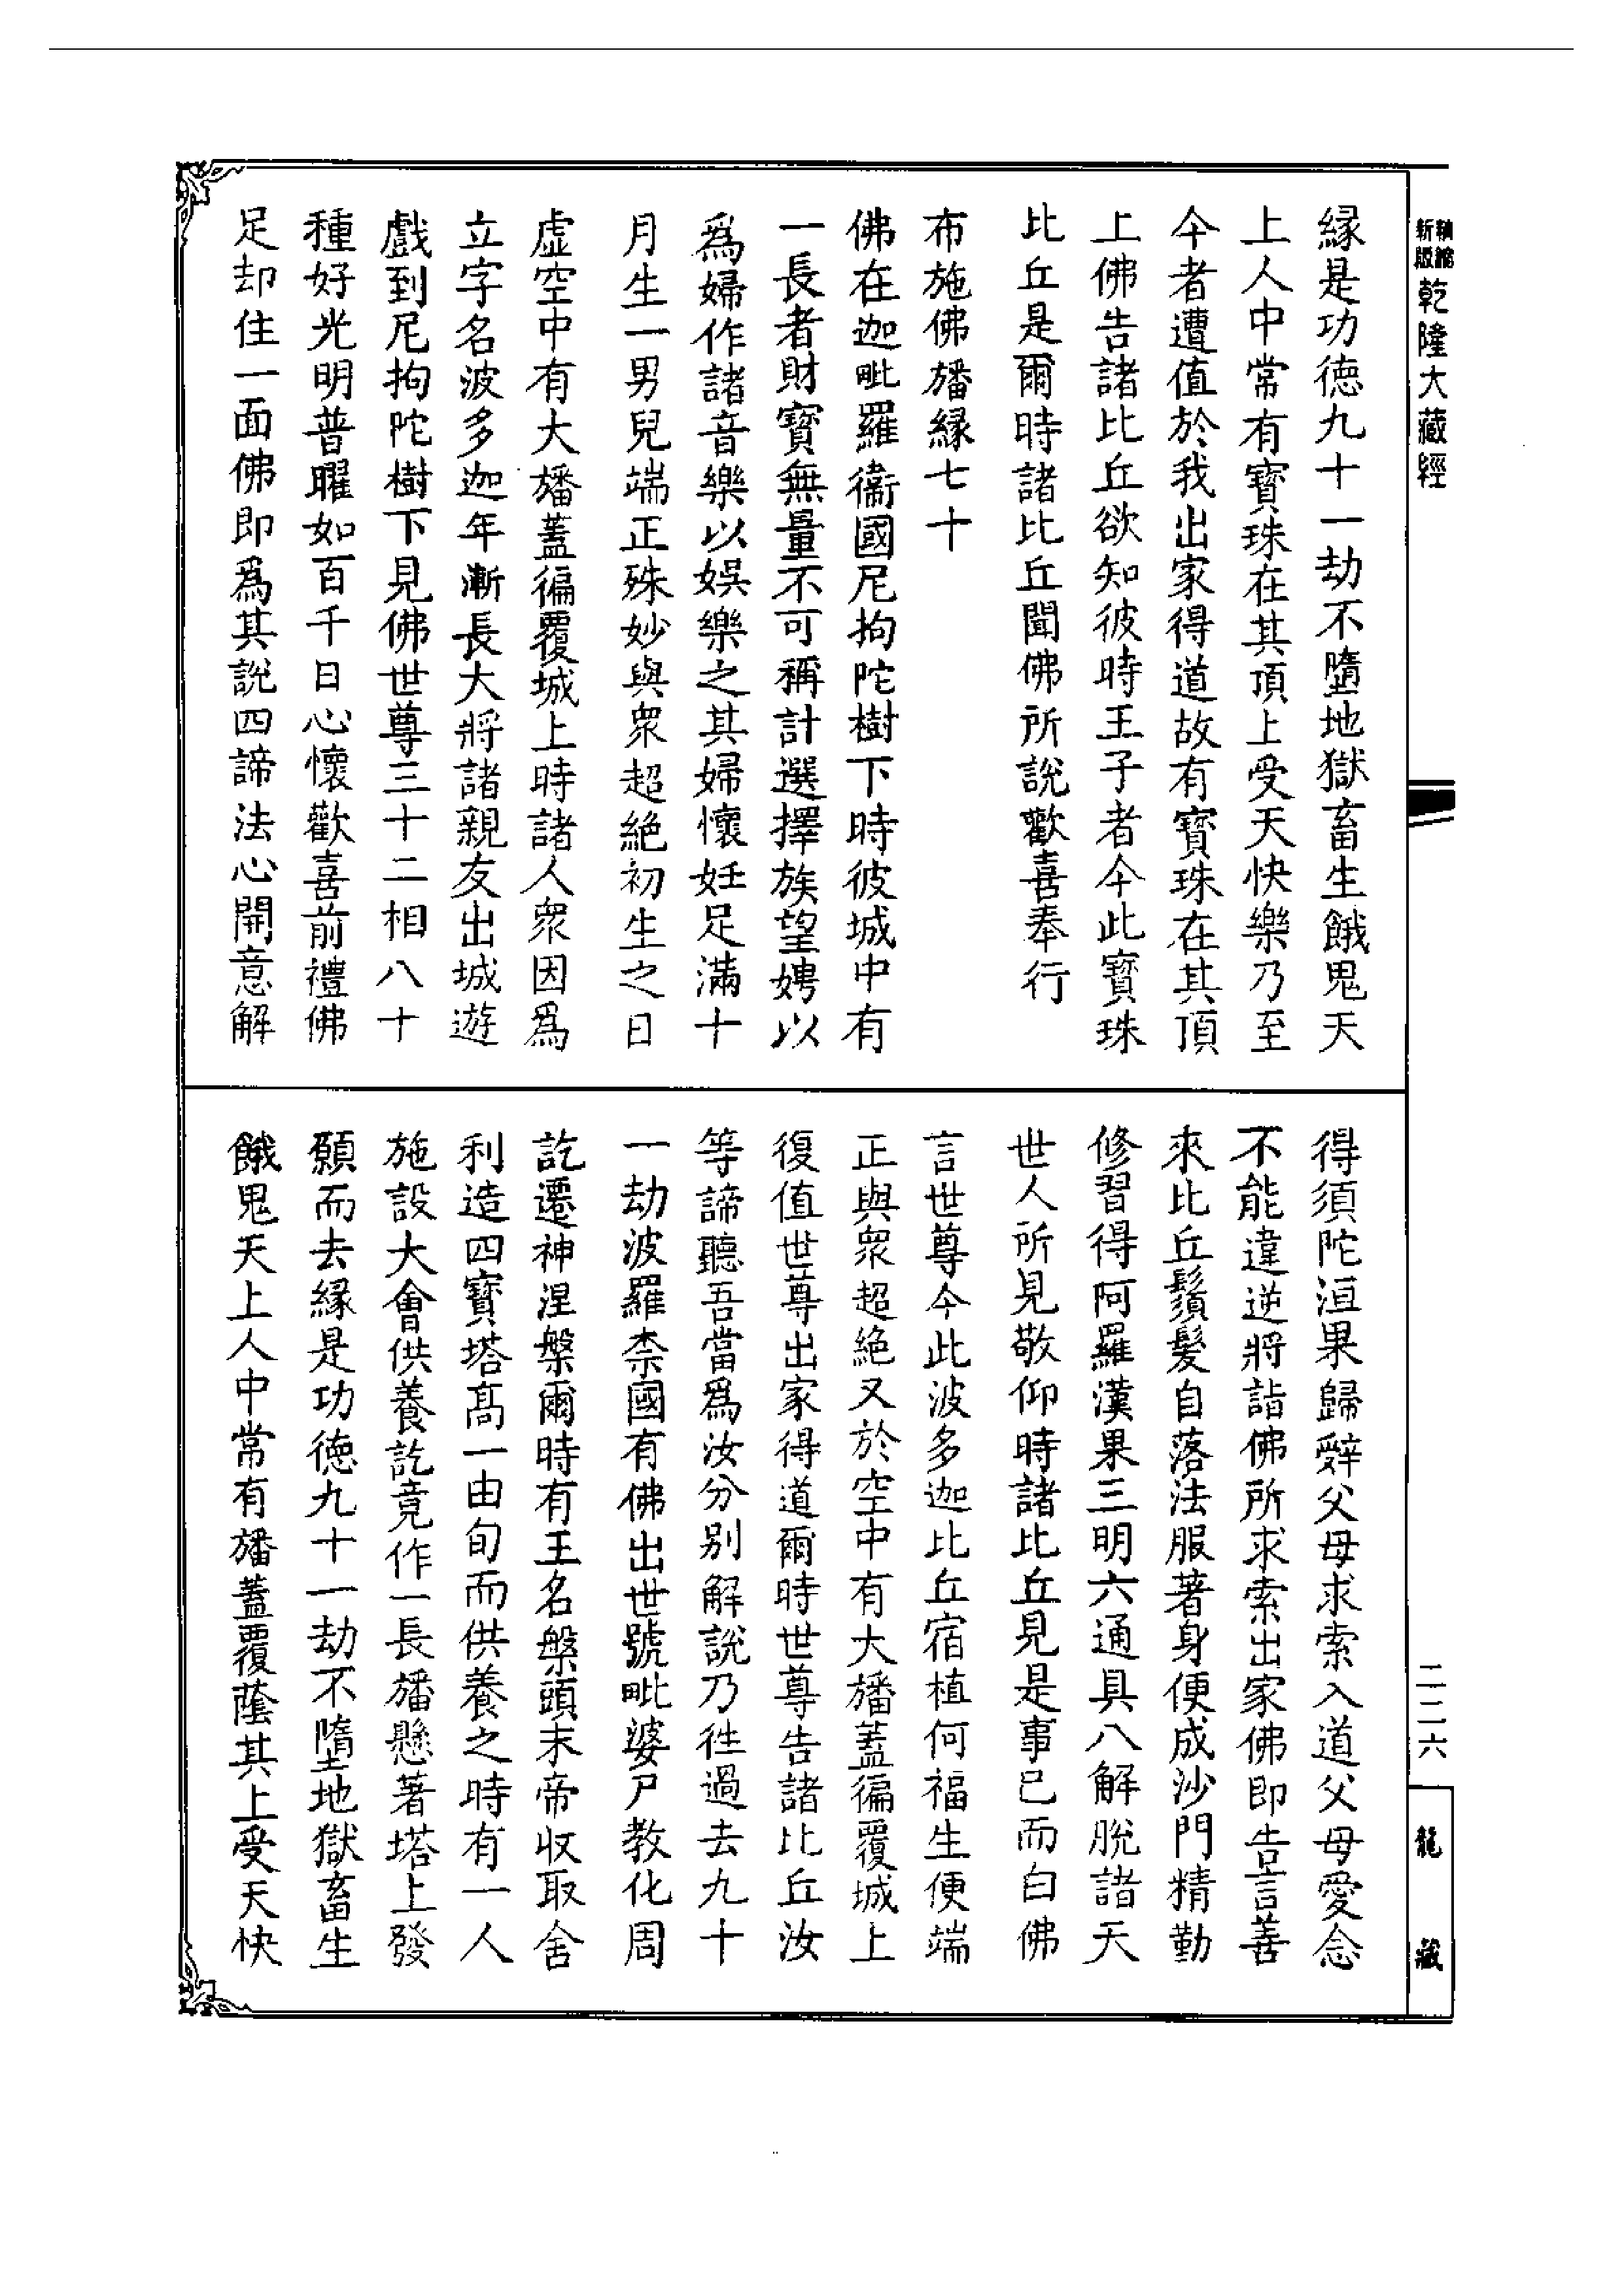 新版精縮乾隆大藏經
緣是功德九十一劫不墮地獄畜生餓鬼天
上人中常有寶珠在其頂上受天快樂乃至
今者遭值於我出家得道故有寶珠在其頂
上佛告諸比丘欲知彼時王子者今此寶珠
比丘是爾時諸比丘聞佛所說歡喜奉行
布施佛旛緣七十
佛在迦毗羅衞國尼拘陀樹下時彼城中有
一長者財寶無量不可稱計選擇族望娉以
爲婦作諸音樂以娛樂之其婦懷妊足滿十
月生一男兒端正殊妙與衆超絶初生之日
虛空中有大旛蓋徧覆城上時諸人衆因爲
立字名波多迦年漸長大將諸親友出城遊
戲到尼拘陀樹下見佛世尊三十二相八十
種好光明普曜如百千日心懷歡喜前禮佛
足却住一面佛即爲其說四諦法心開意解
得須陀洹果歸辭父母求索入道父母愛念
不能違逆將詣佛所求索出家佛即告言善
來比丘鬚髮自落法服著身便成沙門精勤
修習得阿羅漢果三明六通具八解脫諸天
世人所見敬仰時諸比丘見是事已而白佛
言世尊今此波多迦比丘宿植何福生便端
正與衆超絶又於空中有大旛蓋徧覆城上
復值世尊出家得道爾時世尊告諸比丘汝
等諦聽吾當爲汝分別解說乃往過去九十
一劫波羅柰國有佛出世號毗婆尸教化周
訖遷神涅槃爾時有王名槃頭末帝收取舍
利造四寶塔高一由旬而供養之時有一人
施設大會供養訖竟作一長旛懸著塔上發
願而去緣是功德九十一劫不墮地獄畜生
餓鬼天上人中常有旛蓋覆蔭其上受天快
二二六
龍藏